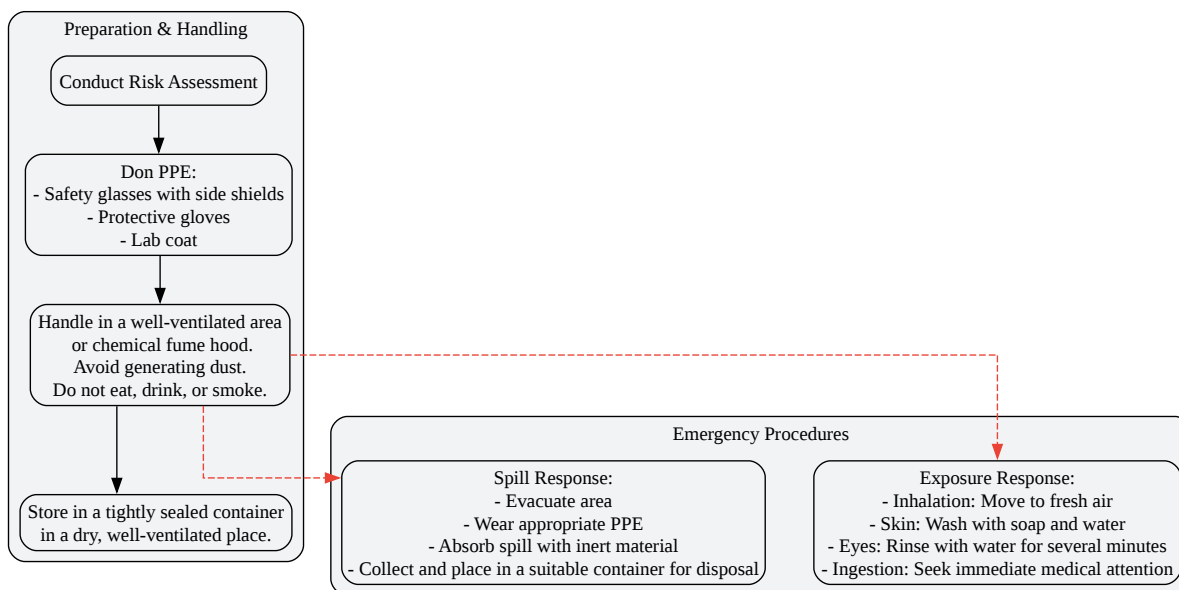 Preparation & Handling
Conduct Risk Assessment
Don PPE:
- Safety glasses with side shields
- Protective gloves
- Lab coat
Handle in a well-ventilated area
or chemical fume hood.
Avoid generating dust.
Do not eat, drink, or smoke.
Store in a tightly sealed container
in a dry, well-ventilated place.
Emergency Procedures
Spill Response:
- Evacuate area
- Wear appropriate PPE
- Absorb spill with inert material
- Collect and place in a suitable container for disposal
Exposure Response:
- Inhalation: Move to fresh air
- Skin: Wash with soap and water
- Eyes: Rinse with water for several minutes
- Ingestion: Seek immediate medical attention